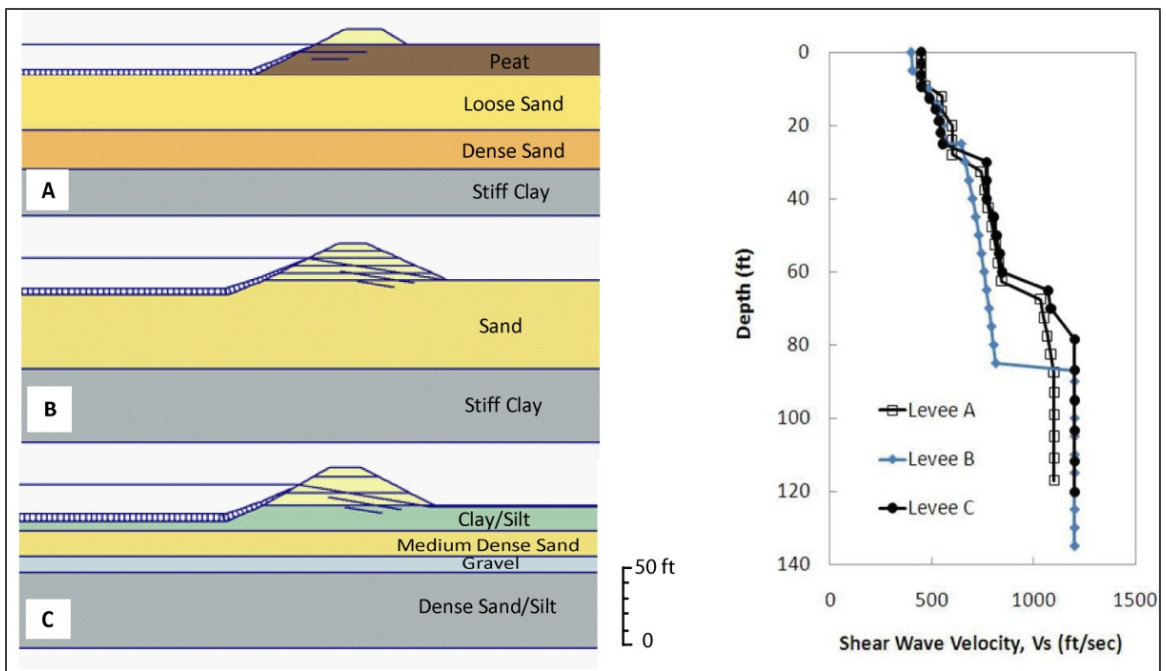 Peat
Loose Sand
Dense Sand
A
Stiff Clay
Sand
B
Stiff Clay
Clay/Silt
Medium Dense Sand
Gravel
C
Dense Sand/Silt
50 ft
0
0
20
40
60
80
100
120
140
Depth (ft)
Levee A
Levee B
Levee C
0 500 1000 1500
Shear Wave Velocity, Vs (ft/sec)